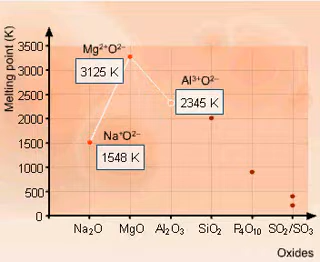 Melting point (K)
3500
3000
2500
2000
1500
1000
500
0
Mg²⁺O²⁻
3125 K
Al³⁺O²⁻
2345 K
Na⁺O²⁻
1548 K
Na₂O MgO Al₂O₃ SiO₂ P₄O₁₀ SO₂/SO₃
Oxides